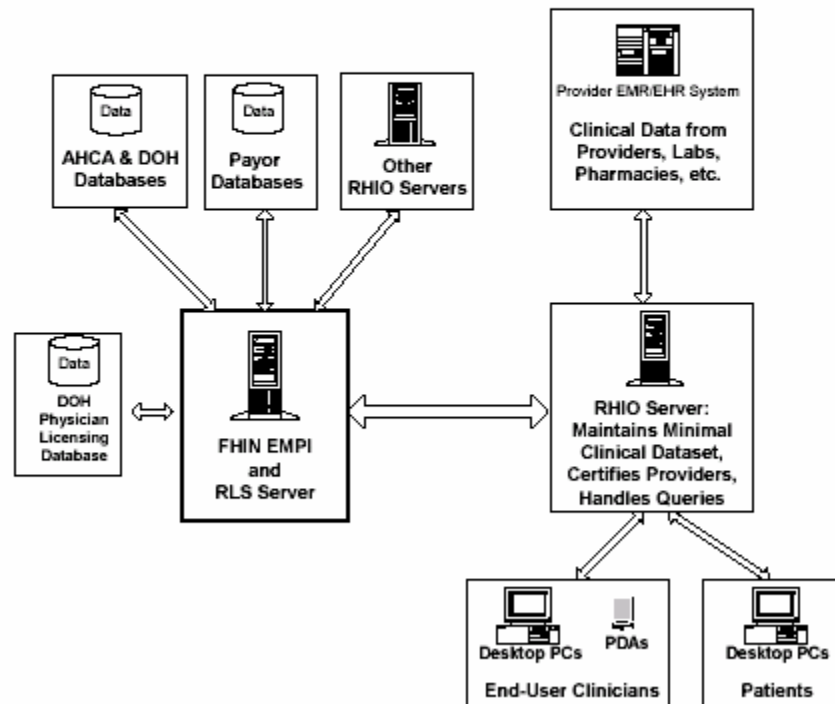 Data
AHCA & DOH
Databases
Data
Payor
Databases
Other
RHIO Servers
Provider EMR/EHR System
Clinical Data from
Providers, Labs,
Pharmacies, etc.
Data
DOH
Physician
Licensing
Database
FHIN EMPI
and
RLS Server
RHIO Server:
Maintains Minimal
Clinical Dataset,
Certifies Providers,
Handles Queries
Desktop PCs
PDAs
End-User Clinicians
Desktop PCs
Patients